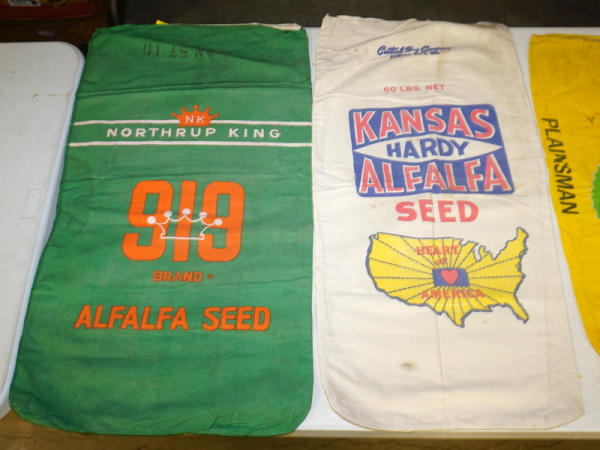 NK
NORTHRUP KING
919
BRAND
ALFALFA SEED
60 LBS. NET
KANSAS
HARDY
ALFALFA
SEED
HEART
of
AMERICA
PLAINSMAN